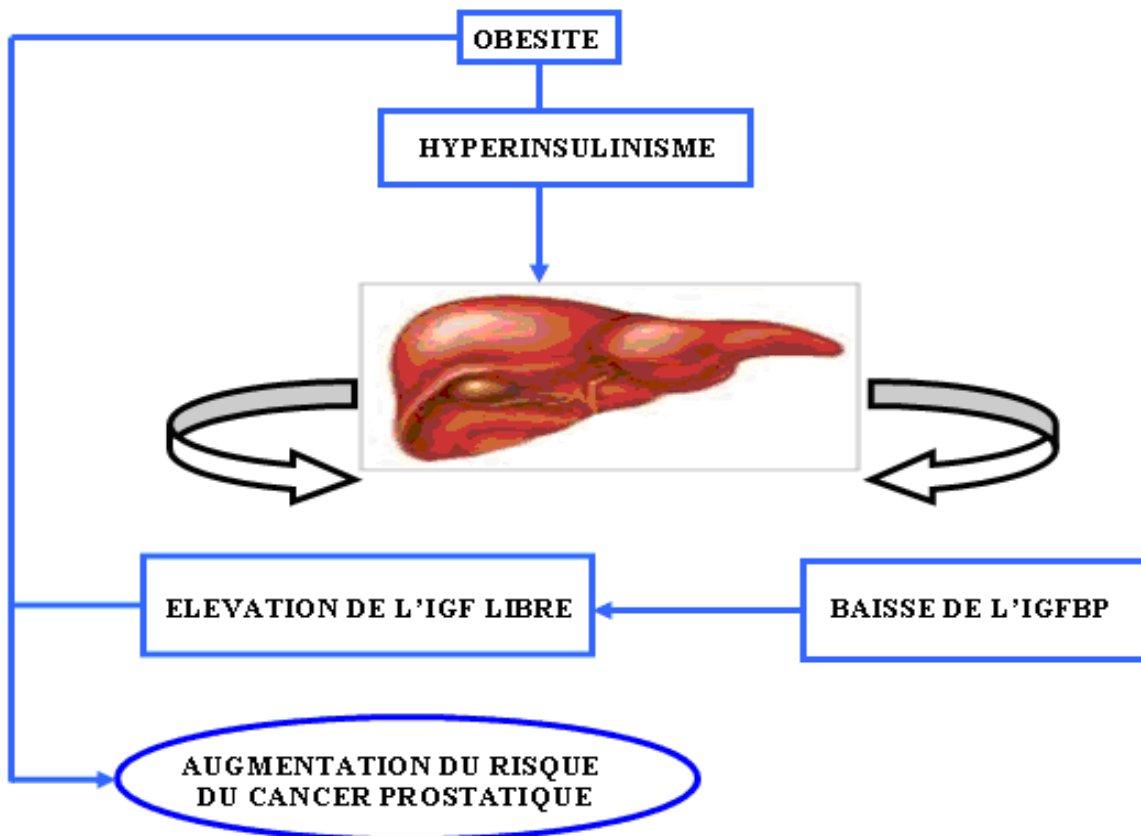 OBESITE
HYPERINSULINISME
ELEVATION DE L'IGF LIBRE
BAISSE DE L'IGFBP
AUGMENTATION DU RISQUE
DU CANCER PROSTATIQUE